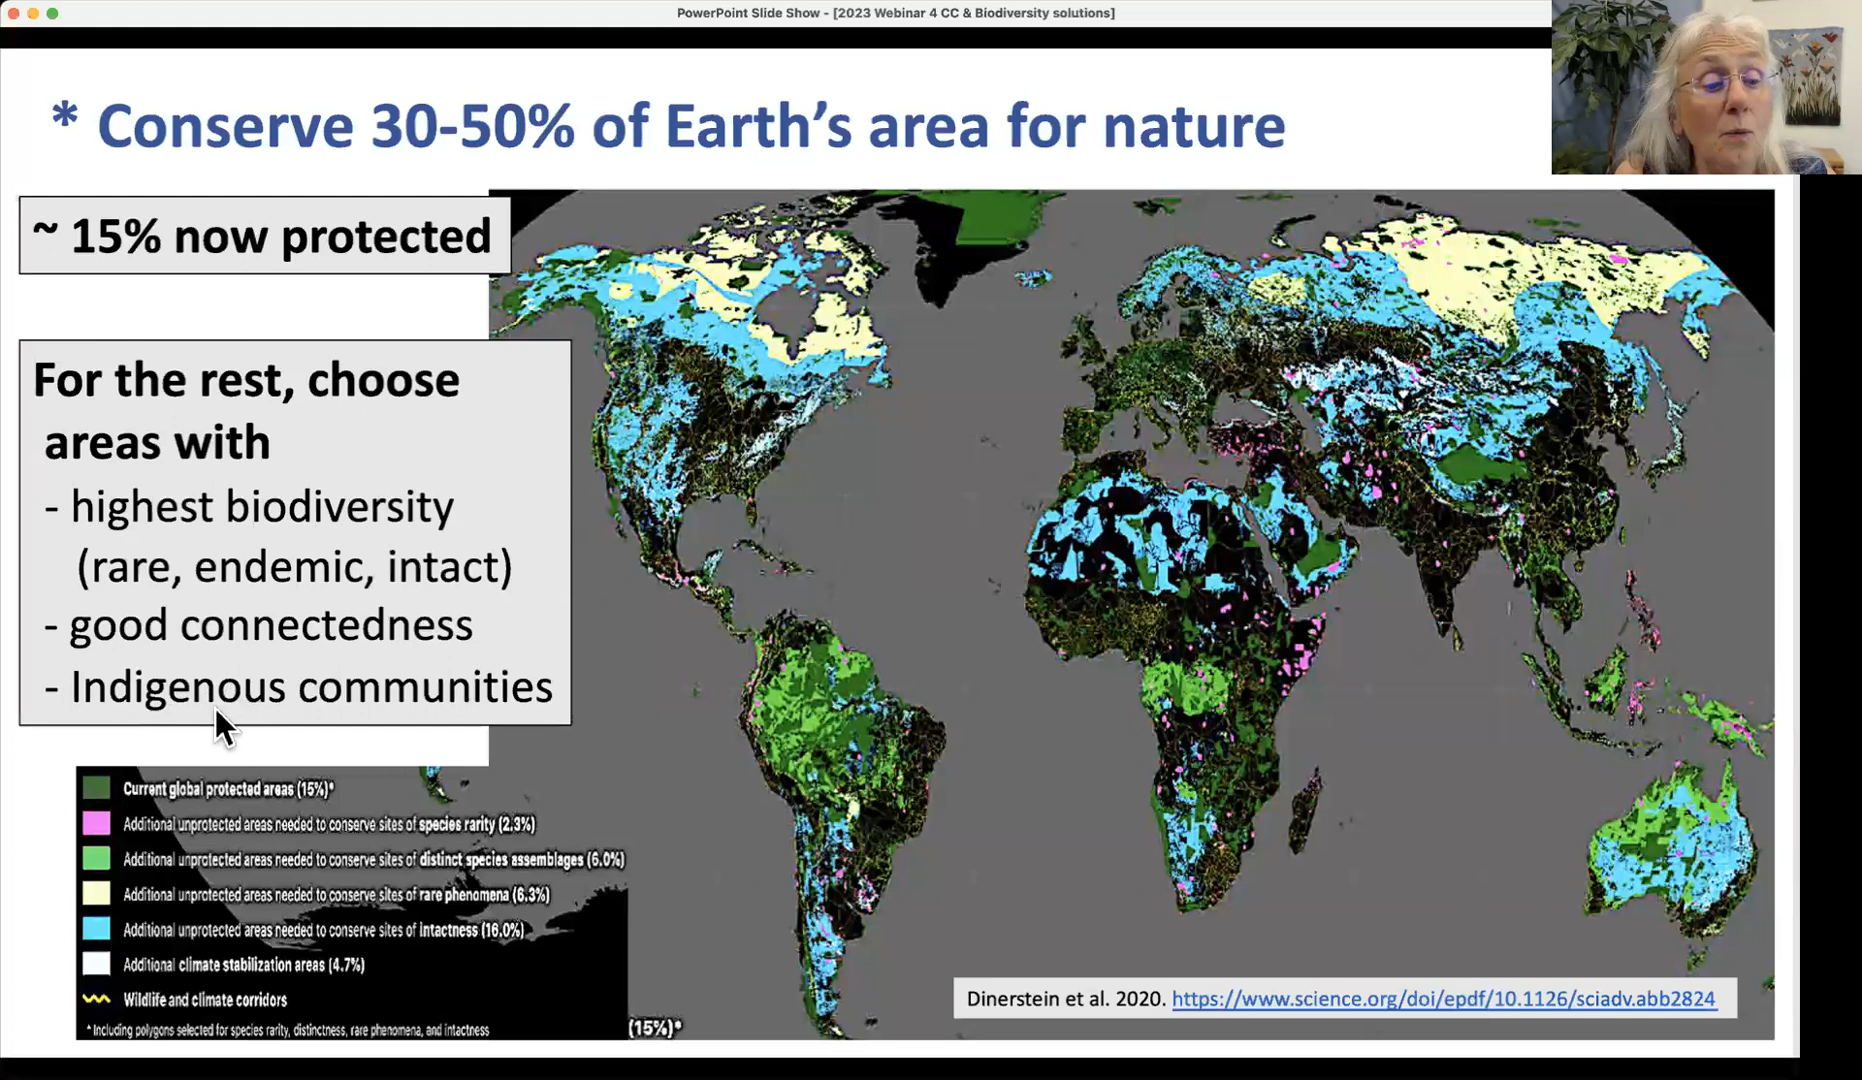 PowerPoint Slide Show - [2023 Webinar 4 CC & Biodiversity solutions]
* Conserve 30-50% of Earth's area for nature
~ 15% now protected
For the rest, choose
areas with
- highest biodiversity
(rare, endemic, intact)
- good connectedness
- Indigenous communities
Current global protected areas (15%)*
Additional unprotected areas needed to conserve sites of species rarity (2.3%)
Additional unprotected areas needed to conserve sites of distinct species assemblages (6.0%)
Additional unprotected areas needed to conserve sites of rare phenomena (6.3%)
Additional unprotected areas needed to conserve sites of intactness (16.0%)
Additional climate stabilization areas (4.7%)
Wildlife and climate corridors
* Including polygons selected for species rarity, distinctness, rare phenomena, and intactness
(15%)*
Dinerstein et al. 2020. https://www.science.org/doi/epdf/10.1126/sciadv.abb2824